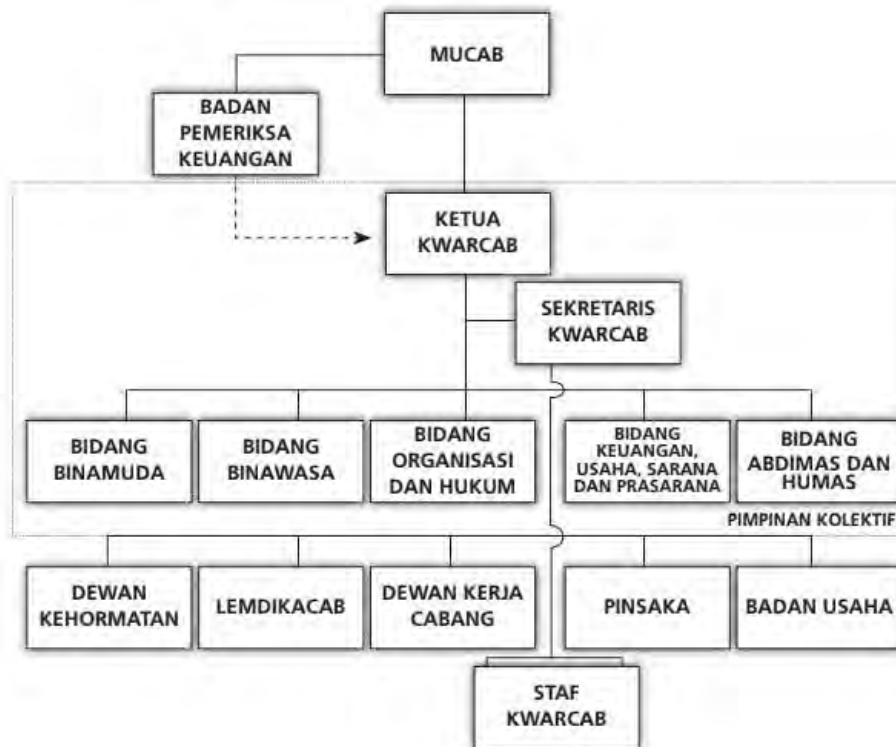 MUCAB
BADAN
PEMERIKSA
KEUANGAN
KETUA
KWARCAB
SEKRETARIS
KWARCAB
BIDANG
BINAMUDA
BIDANG
BINAWASA
BIDANG
ORGANISASI
DAN HUKUM
BIDANG
KEUANGAN,
USAHA, SARANA
DAN PRASARANA
BIDANG
ABDIMAS DAN
HUMAS
PIMPINAN KOLEKTIF
DEWAN
KEHORMATAN
LEMDIKACAB
DEWAN KERJA
CABANG
PINSAKA
BADAN USAHA
STAF
KWARCAB